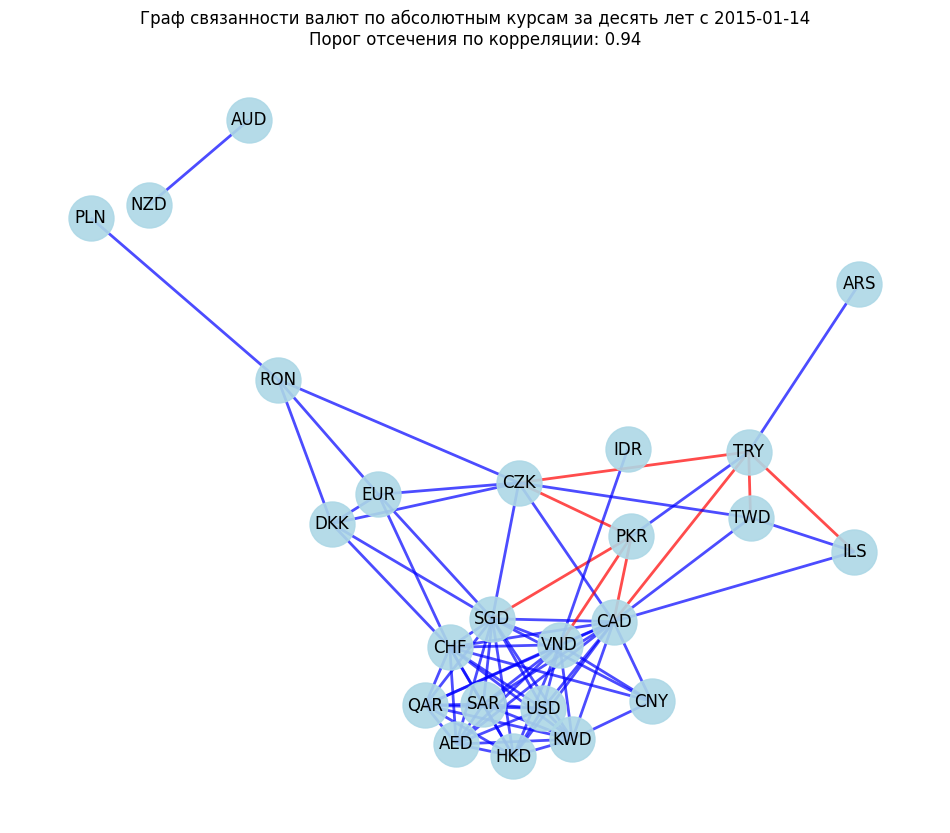 Граф связанности валют по абсолютным курсам за десять лет с 2015-01-14
Порог отсечения по корреляции: 0.94
AUD
NZD
PLN
ARS
RON
IDR
TRY
CZK
EUR
DKK
TWD
PKR
ILS
SGD
CAD
CHF
VND
QAR
SAR
USD
CNY
AED
HKD
KWD